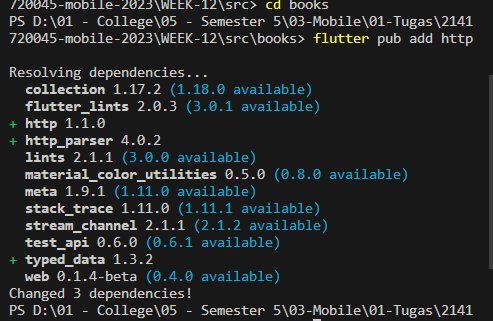 720045-mobile-2023\WEEK-12\src> cd books
PS D:\01 - College\05 - Semester 5\03-Mobile\01-Tugas\2141
720045-mobile-2023\WEEK-12\src\books> flutter pub add http
Resolving dependencies...
collection 1.17.2 (1.18.0 available)
flutter_lints 2.0.3 (3.0.1 available)
+ http 1.1.0
+ http_parser 4.0.2
lints 2.1.1 (3.0.0 available)
material_color_utilities 0.5.0 (0.8.0 available)
meta 1.9.1 (1.11.0 available)
stack_trace 1.11.0 (1.11.1 available)
stream_channel 2.1.1 (2.1.2 available)
test_api 0.6.0 (0.6.1 available)
+ typed_data 1.3.2
web 0.1.4-beta (0.4.0 available)
Changed 3 dependencies!
PS D:\01 - College\05 - Semester 5\03-Mobile\01-Tugas\2141